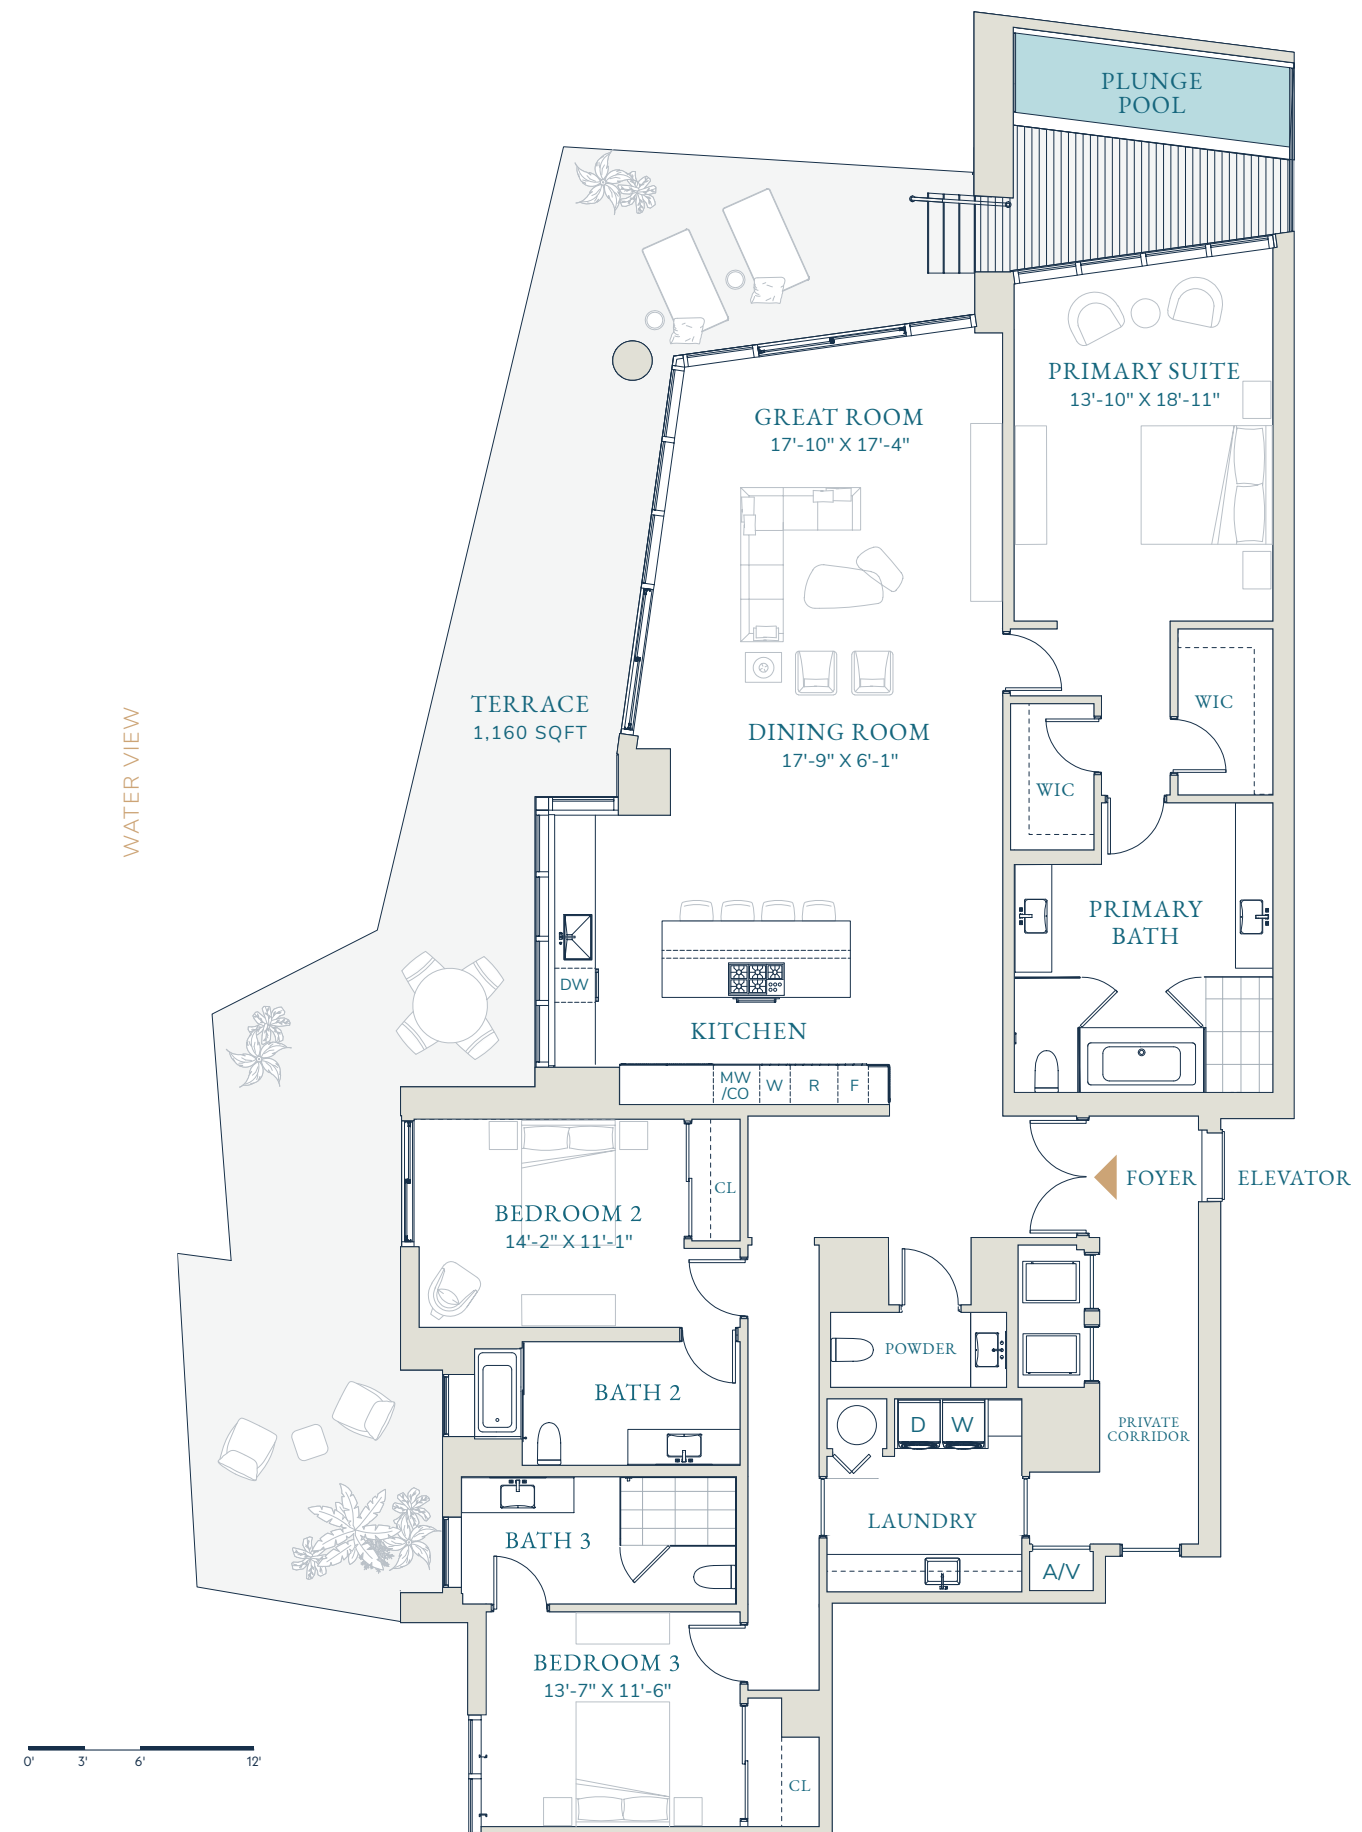 PLUNGE
POOL
PRIMARY SUITE
13'-10" X 18'-11"
GREAT ROOM
17'-10" X 17'-4"
TERRACE
1,160 SQFT
WATER VIEW
DINING ROOM
17'-9" X 6'-1"
WIC
WIC
PRIMARY
BATH
DW
KITCHEN
MW
/CO
W
R
F
BEDROOM 2
14'-2" X 11'-1"
CL
FOYER
ELEVATOR
POWDER
BATH 2
D
W
PRIVATE
CORRIDOR
LAUNDRY
BATH 3
A/V
BEDROOM 3
13'-7" X 11'-6"
CL
0'
3'
6'
12'